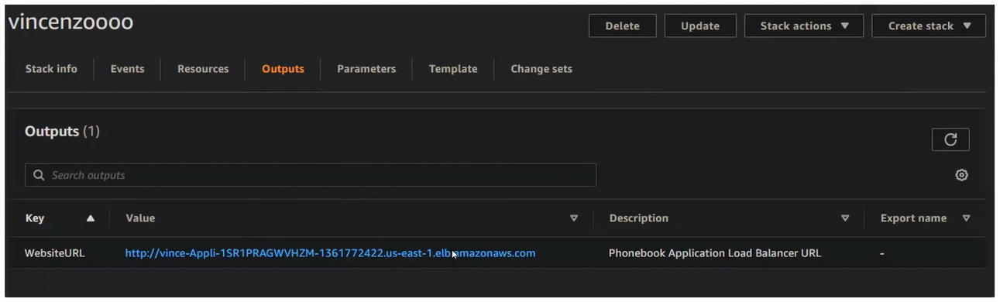 vincenzoooo
Delete
Update
Stack actions
Create stack
Stack info
Events
Resources
Outputs
Parameters
Template
Change sets
Outputs (1)
Search outputs
Key
Value
Description
Export name
WebsiteURL
http://vince-Appli-1SR1PRAGWVHZM-1361772422.us-east-1.elb.amazonaws.com
Phonebook Application Load Balancer URL
-